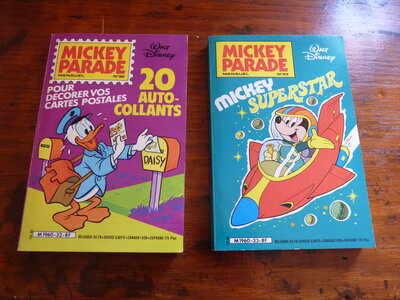 MICKEY
PARADE
MENSUEL
WALT
DISNEY
POUR
DECORER VOS
CARTES POSTALES
20
AUTO-
COLLANTS
DAISY
MICKEY
PARADE
MENSUEL
WALT
DISNEY
MICKEY
SUPERSTAR